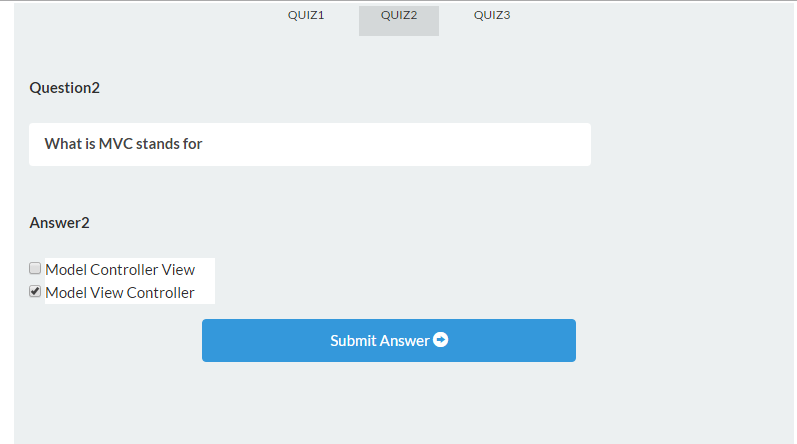 QUIZ1 QUIZ2 QUIZ3
Question2
What is MVC stands for
Answer2
Model Controller View
Model View Controller
Submit Answer